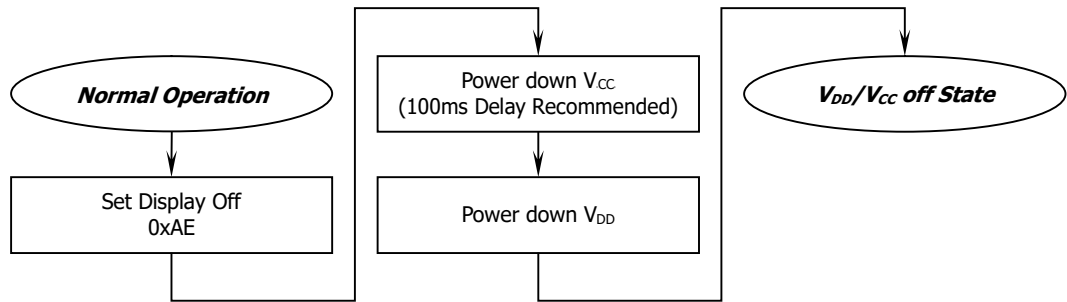 Normal Operation
Set Display Off
0xAE
Power down VCC
(100ms Delay Recommended)
Power down VDD
VDD/VCC off State